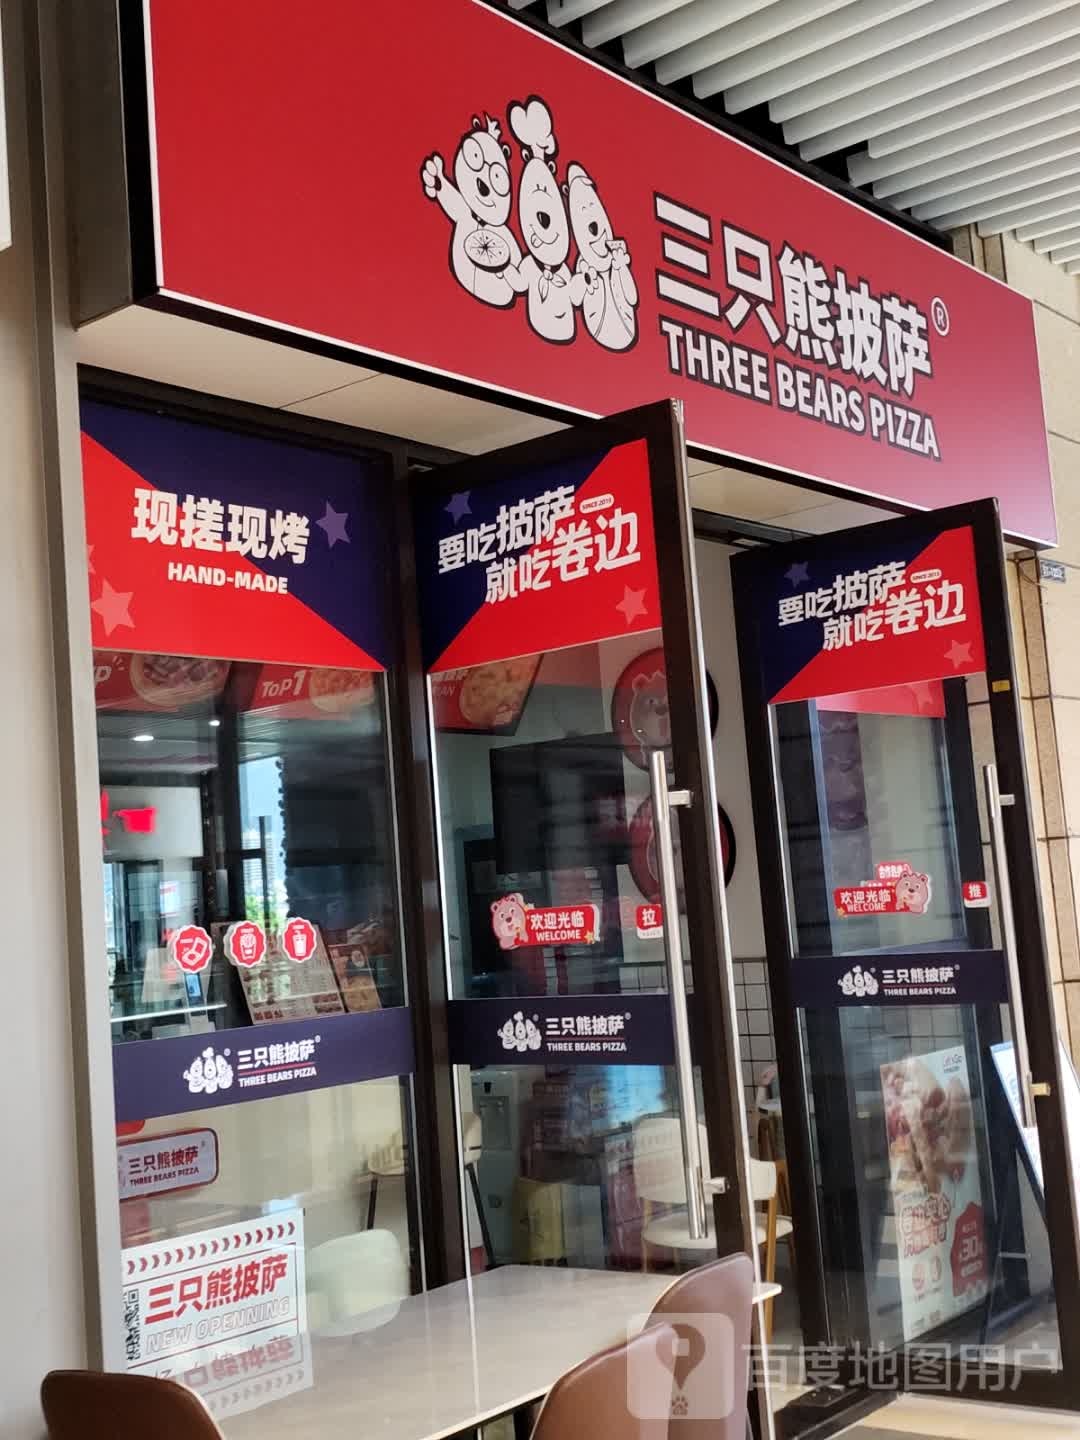 三只熊披萨®
THREE BEARS PIZZA
现搓现烤
HAND-MADE
要吃披萨
SINCE 2015
就吃卷边
要吃披萨
SINCE 2015
就吃卷边
TOP1
欢迎光临
WELCOME
拉
欢迎光临
WELCOME
推
三只熊披萨®
THREE BEARS PIZZA
三只熊披萨®
THREE BEARS PIZZA
三只熊披萨®
THREE BEARS PIZZA
三只熊披萨®
THREE BEARS PIZZA
三只熊披萨
NEW OPENNING
30
百度地图用户